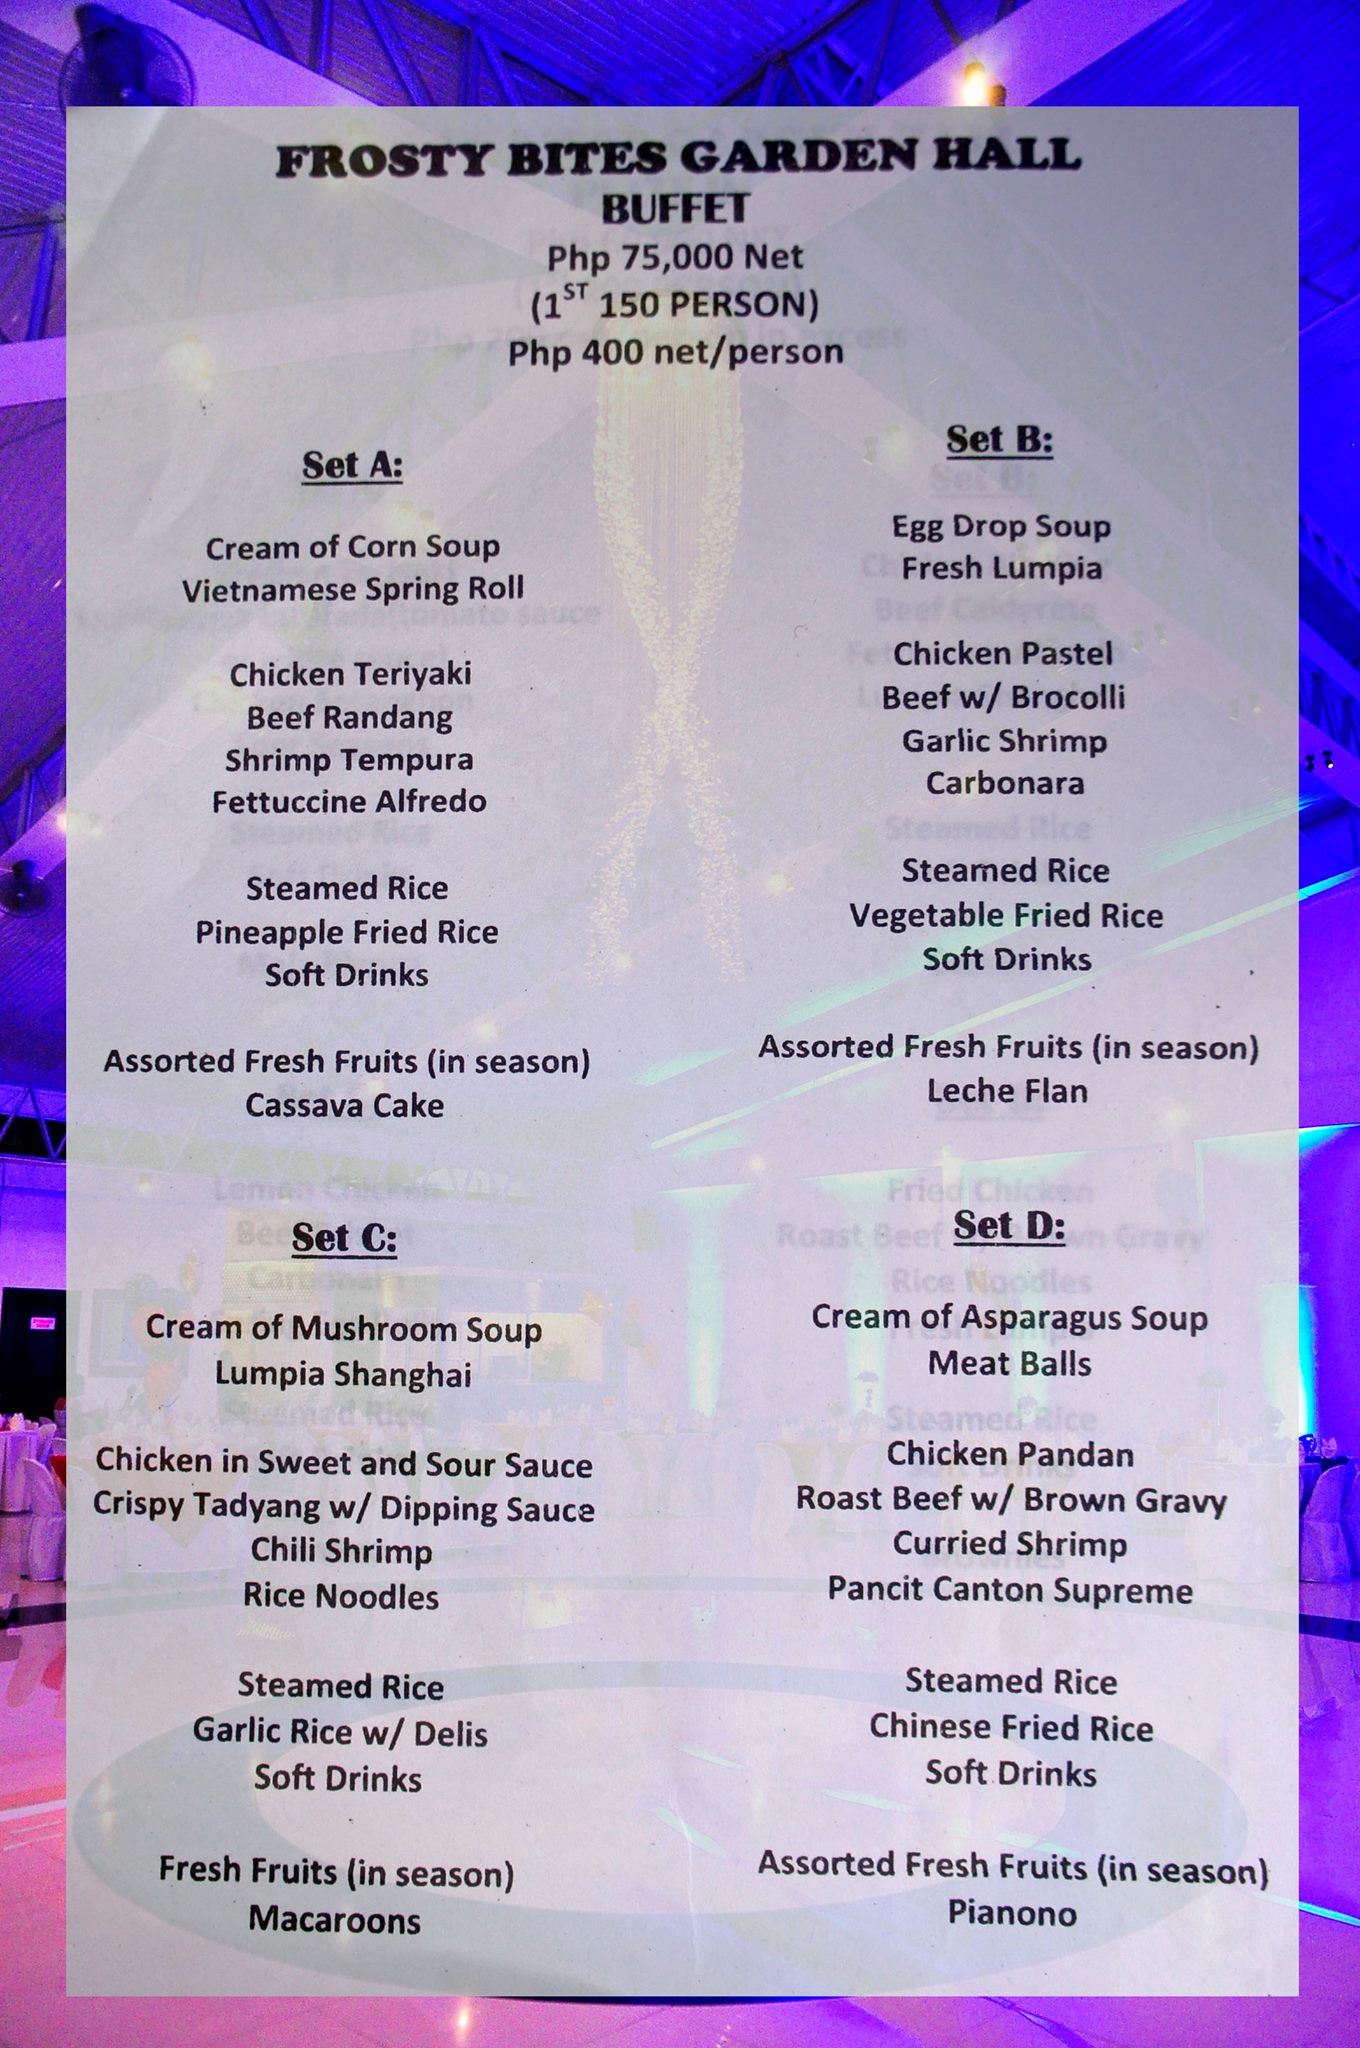 FROSTY BITES GARDEN HALL
BUFFET
Php 75,000 Net
(1ST 150 PERSON)
Php 400 net/person
Set A:
Cream of Corn Soup
Vietnamese Spring Roll
Chicken Teriyaki
Beef Randang
Shrimp Tempura
Fettuccine Alfredo
Steamed Rice
Pineapple Fried Rice
Soft Drinks
Assorted Fresh Fruits (in season)
Cassava Cake
Set B:
Egg Drop Soup
Fresh Lumpia
Chicken Pastel
Beef w/ Brocolli
Garlic Shrimp
Carbonara
Steamed Rice
Vegetable Fried Rice
Soft Drinks
Assorted Fresh Fruits (in season)
Leche Flan
Set C:
Cream of Mushroom Soup
Lumpia Shanghai
Chicken in Sweet and Sour Sauce
Crispy Tadyang w/ Dipping Sauce
Chili Shrimp
Rice Noodles
Steamed Rice
Garlic Rice w/ Delis
Soft Drinks
Fresh Fruits (in season)
Macaroons
Set D:
Cream of Asparagus Soup
Meat Balls
Chicken Pandan
Roast Beef w/ Brown Gravy
Curried Shrimp
Pancit Canton Supreme
Steamed Rice
Chinese Fried Rice
Soft Drinks
Assorted Fresh Fruits (in season)
Pianono